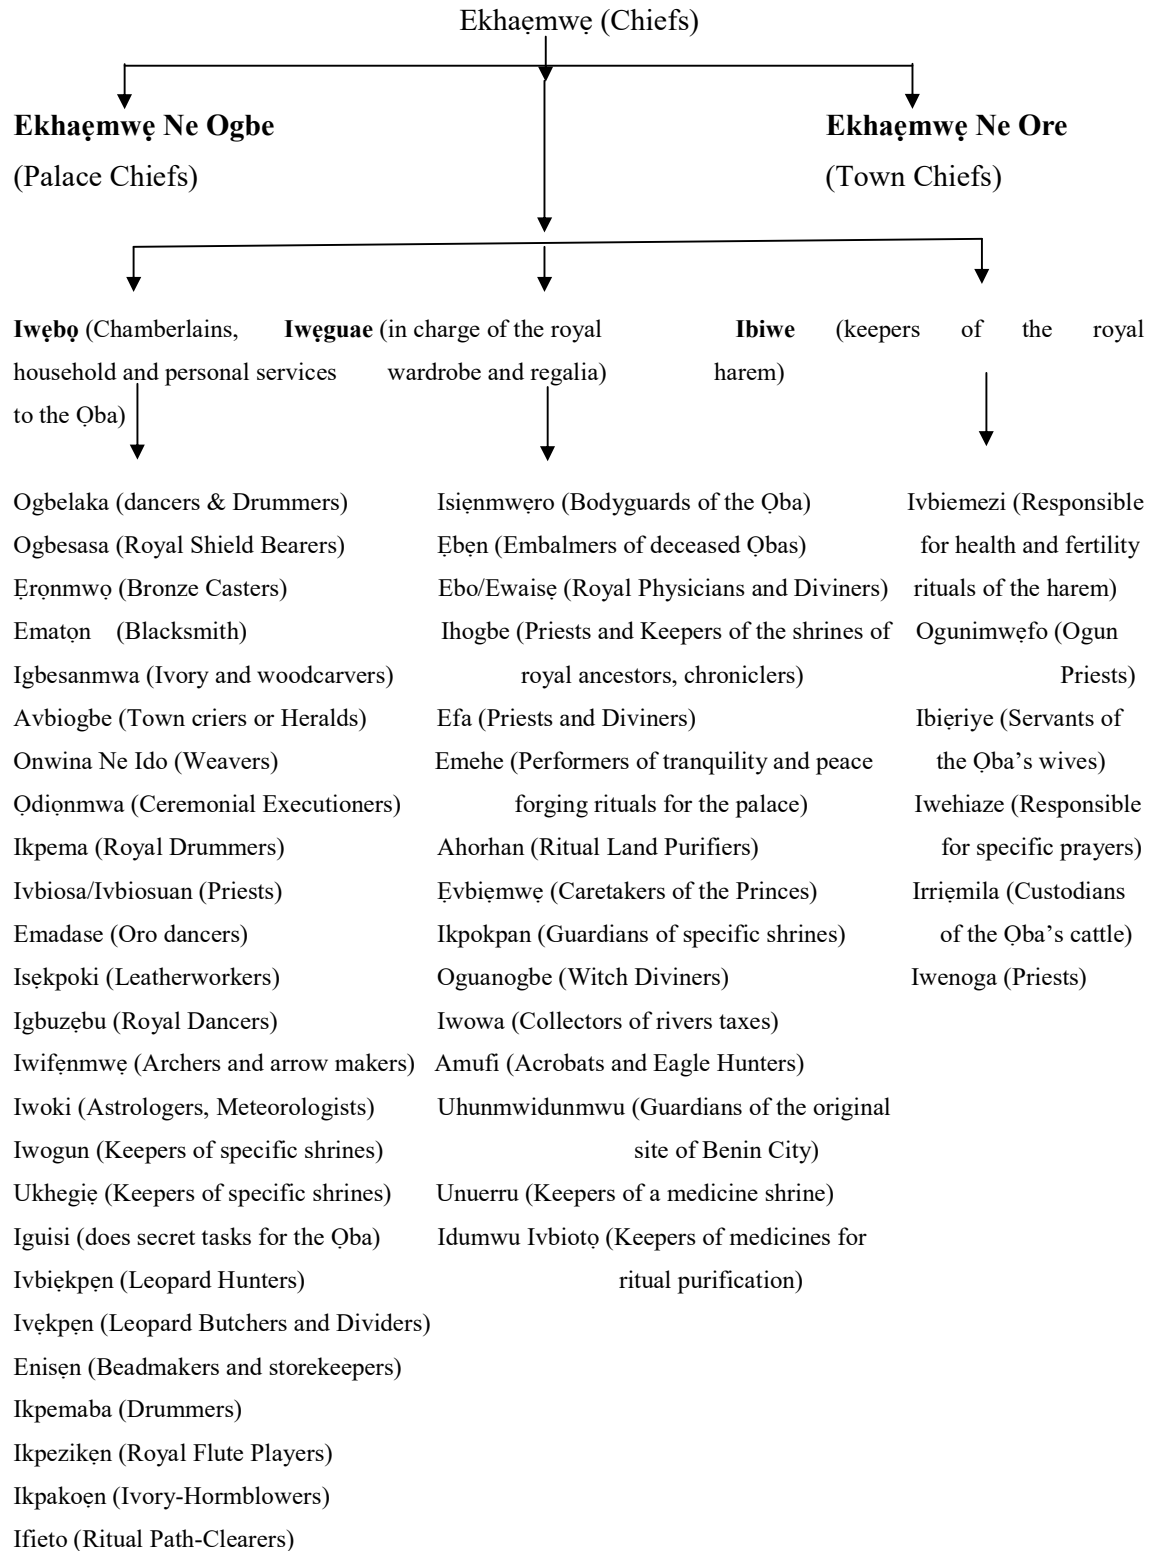 Ekhaẹmwẹ (Chiefs)
Ekhaẹmwẹ Ne Ogbe
(Palace Chiefs)
Ekhaẹmwẹ Ne Ore
(Town Chiefs)
Iwẹbọ (Chamberlains,
household and personal services
to the Ọba)
Iwẹguae (in charge of the royal
wardrobe and regalia)
Ibiwe (keepers of the royal
harem)
Ogbelaka (dancers & Drummers)
Ogbesasa (Royal Shield Bearers)
Ẹrọnmwọ (Bronze Casters)
Ematọn (Blacksmith)
Igbesanmwa (Ivory and woodcarvers)
Avbiogbe (Town criers or Heralds)
Onwina Ne Ido (Weavers)
Ọdiọnmwa (Ceremonial Executioners)
Ikpema (Royal Drummers)
Ivbiosa/Ivbiosuan (Priests)
Emadase (Oro dancers)
Isẹkpoki (Leatherworkers)
Igbuzẹbu (Royal Dancers)
Iwifẹnmwẹ (Archers and arrow makers)
Iwoki (Astrologers, Meteorologists)
Iwogun (Keepers of specific shrines)
Ukhegiẹ (Keepers of specific shrines)
Iguisi (does secret tasks for the Ọba)
Ivbiẹkpẹn (Leopard Hunters)
Ivẹkpẹn (Leopard Butchers and Dividers)
Enisẹn (Beadmakers and storekeepers)
Ikpemaba (Drummers)
Ikpezikẹn (Royal Flute Players)
Ikpakoẹn (Ivory-Hormblowers)
Ifieto (Ritual Path-Clearers)
Isiẹnmwẹro (Bodyguards of the Ọba)
Ẹbẹn (Embalmers of deceased Ọbas)
Ebo/Ewaisẹ (Royal Physicians and Diviners)
Ihogbe (Priests and Keepers of the shrines of
royal ancestors, chroniclers)
Efa (Priests and Diviners)
Emehe (Performers of tranquility and peace
forging rituals for the palace)
Ahorhan (Ritual Land Purifiers)
Ẹvbiẹmwẹ (Caretakers of the Princes)
Ikpokpan (Guardians of specific shrines)
Oguanogbe (Witch Diviners)
Iwowa (Collectors of rivers taxes)
Amufi (Acrobats and Eagle Hunters)
Uhunmwidunmwu (Guardians of the original
site of Benin City)
Unuerru (Keepers of a medicine shrine)
Idumwu Ivbiotọ (Keepers of medicines for
ritual purification)
Ivbiemezi (Responsible
for health and fertility
rituals of the harem)
Ogunimwẹfo (Ogun
Priests)
Ibiẹriye (Servants of
the Ọba’s wives)
Iwehiaze (Responsible
for specific prayers)
Irriẹmila (Custodians
of the Ọba’s cattle)
Iwenoga (Priests)